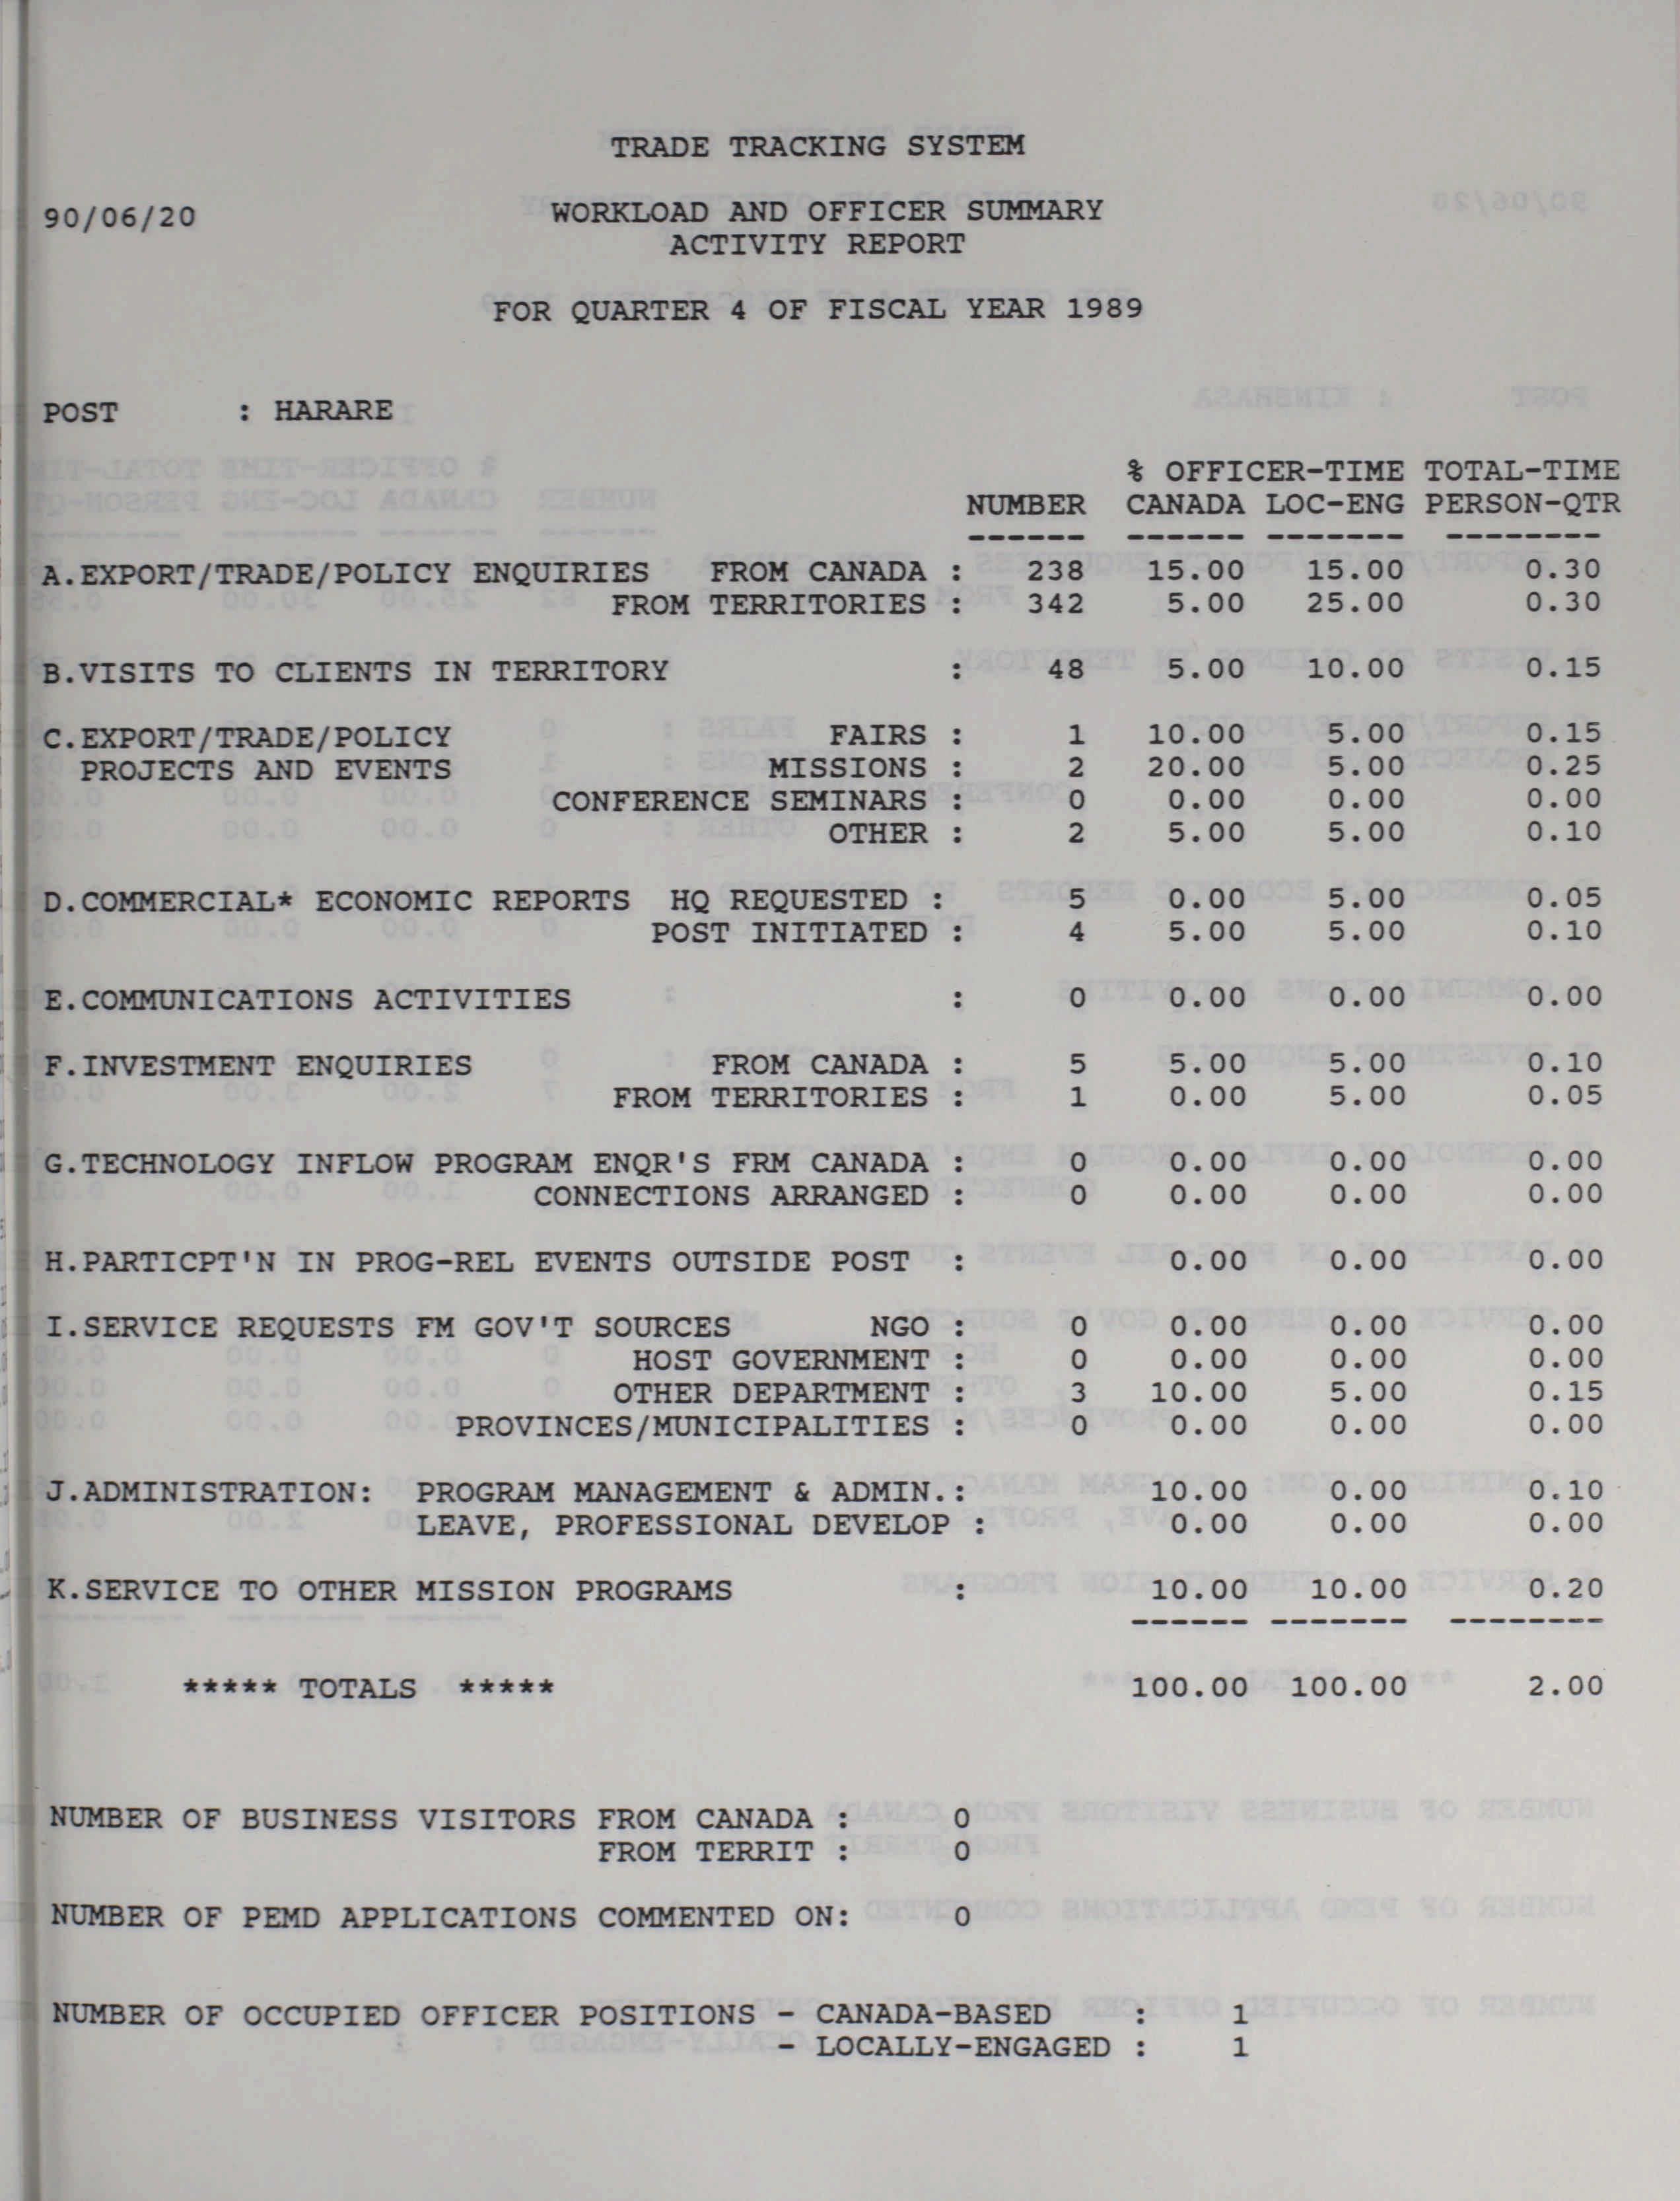 TRADE TRACKING SYSTEM
90/06/20 WORKLOAD AND OFFICER SUMMARY
ACTIVITY REPORT
FOR QUARTER 4 OF FISCAL YEAR 1989
POST : HARARE
% OFFICER-TIME TOTAL-TIME
NUMBER CANADA LOC-ENG PERSON-QTR
------ ------ ------- --------
A.EXPORT/TRADE/POLICY ENQUIRIES FROM CANADA : 238 15.00 15.00 0.30
FROM TERRITORIES : 342 5.00 25.00 0.30
B.VISITS TO CLIENTS IN TERRITORY : 48 5.00 10.00 0.15
C.EXPORT/TRADE/POLICY FAIRS : 1 10.00 5.00 0.15
PROJECTS AND EVENTS MISSIONS : 2 20.00 5.00 0.25
CONFERENCE SEMINARS : 0 0.00 0.00 0.00
OTHER : 2 5.00 5.00 0.10
D.COMMERCIAL* ECONOMIC REPORTS HQ REQUESTED : 5 0.00 5.00 0.05
POST INITIATED : 4 5.00 5.00 0.10
E.COMMUNICATIONS ACTIVITIES : 0 0.00 0.00 0.00
F.INVESTMENT ENQUIRIES FROM CANADA : 5 5.00 5.00 0.10
FROM TERRITORIES : 1 0.00 5.00 0.05
G.TECHNOLOGY INFLOW PROGRAM ENQR'S FRM CANADA : 0 0.00 0.00 0.00
CONNECTIONS ARRANGED : 0 0.00 0.00 0.00
H.PARTICPT'N IN PROG-REL EVENTS OUTSIDE POST : 0.00 0.00 0.00
I.SERVICE REQUESTS FM GOV'T SOURCES NGO : 0 0.00 0.00 0.00
HOST GOVERNMENT : 0 0.00 0.00 0.00
OTHER DEPARTMENT : 3 10.00 5.00 0.15
PROVINCES/MUNICIPALITIES : 0 0.00 0.00 0.00
J.ADMINISTRATION: PROGRAM MANAGEMENT & ADMIN.: 10.00 0.00 0.10
LEAVE, PROFESSIONAL DEVELOP : 0.00 0.00 0.00
K.SERVICE TO OTHER MISSION PROGRAMS : 10.00 10.00 0.20
------ ------- --------
***** TOTALS ***** 100.00 100.00 2.00
NUMBER OF BUSINESS VISITORS FROM CANADA : 0
FROM TERRIT : 0
NUMBER OF PEMD APPLICATIONS COMMENTED ON: 0
NUMBER OF OCCUPIED OFFICER POSITIONS - CANADA-BASED : 1
- LOCALLY-ENGAGED : 1